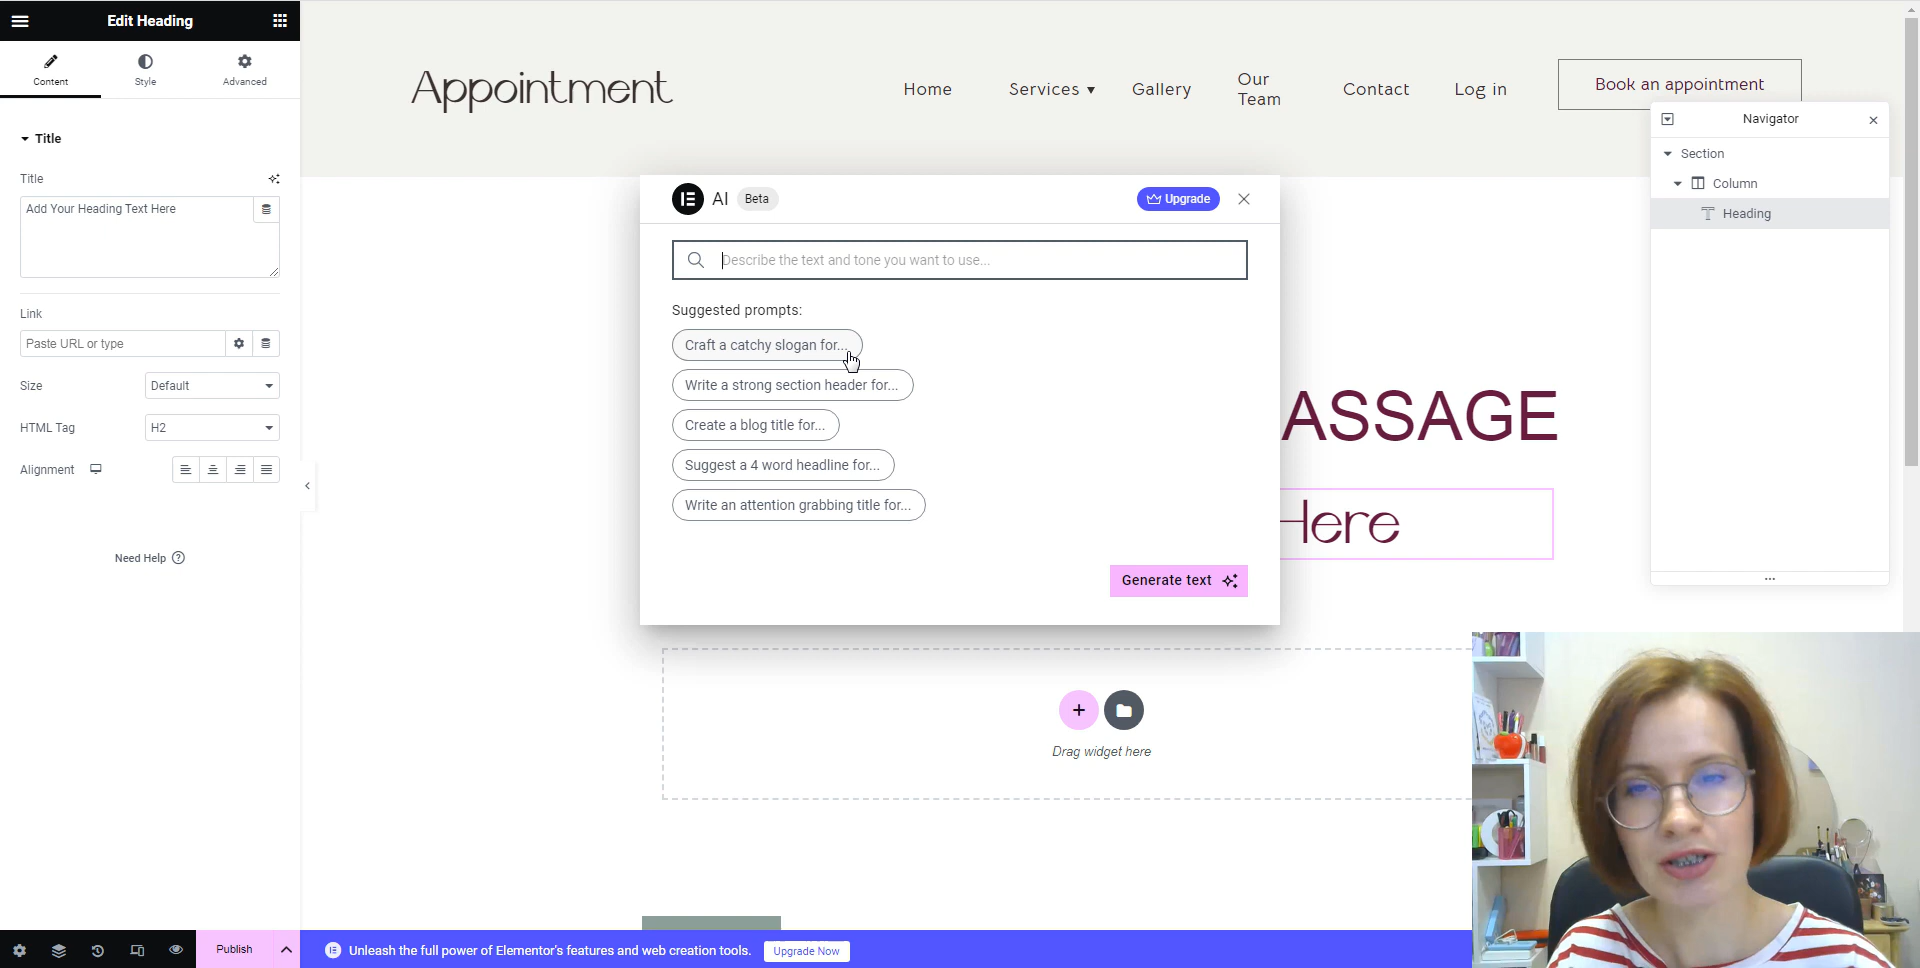 Edit Heading
Content
Style
Advanced
Title
Title
Add Your Heading Text Here
Link
Paste URL or type
Size
Default
HTML Tag
H2
Alignment
Need Help
Publish
Appointment
Home
Services
Gallery
Our
Team
Contact
Log in
Book an appointment
Navigator
Section
Column
Heading
AI
Beta
Upgrade
Describe the text and tone you want to use...
Suggested prompts:
Craft a catchy slogan for...
Write a strong section header for...
Create a blog title for...
Suggest a 4 word headline for...
Write an attention grabbing title for...
Generate text
ASSAGE
Here
Drag widget here
Unleash the full power of Elementor's features and web creation tools.
Upgrade Now